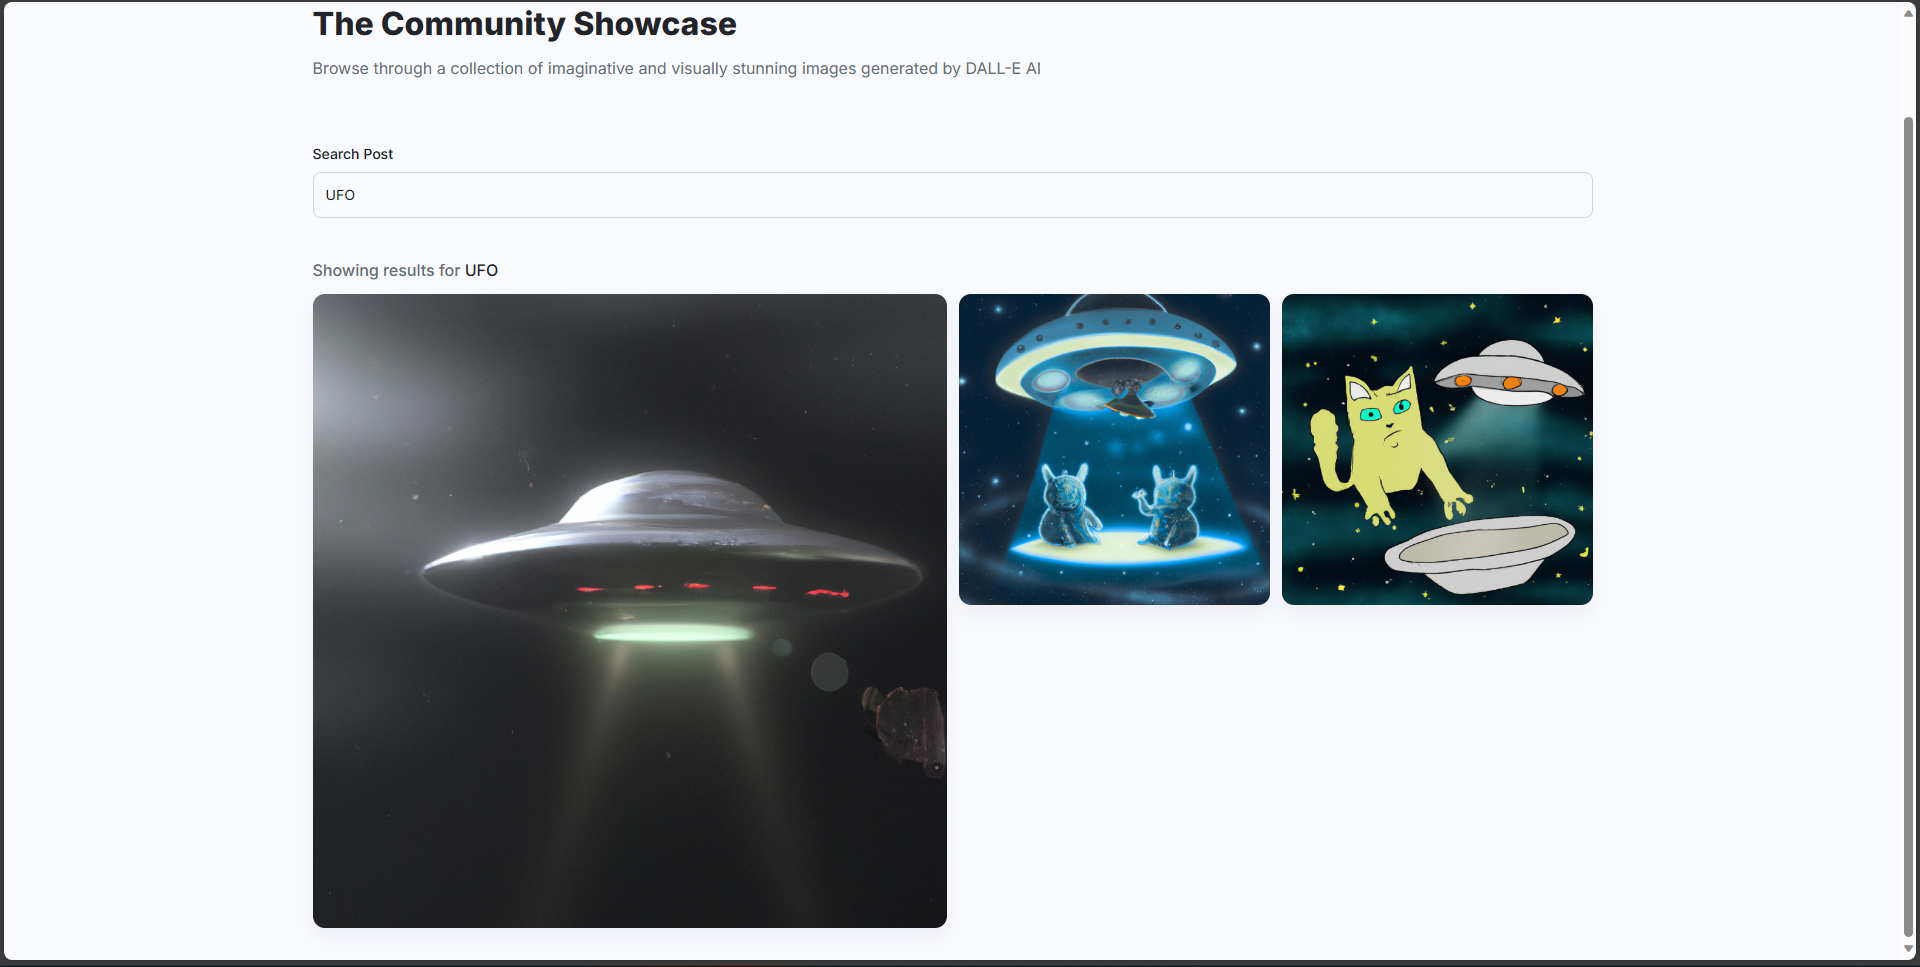 The Community Showcase
Browse through a collection of imaginative and visually stunning images generated by DALL-E AI
Search Post
UFO
Showing results for UFO